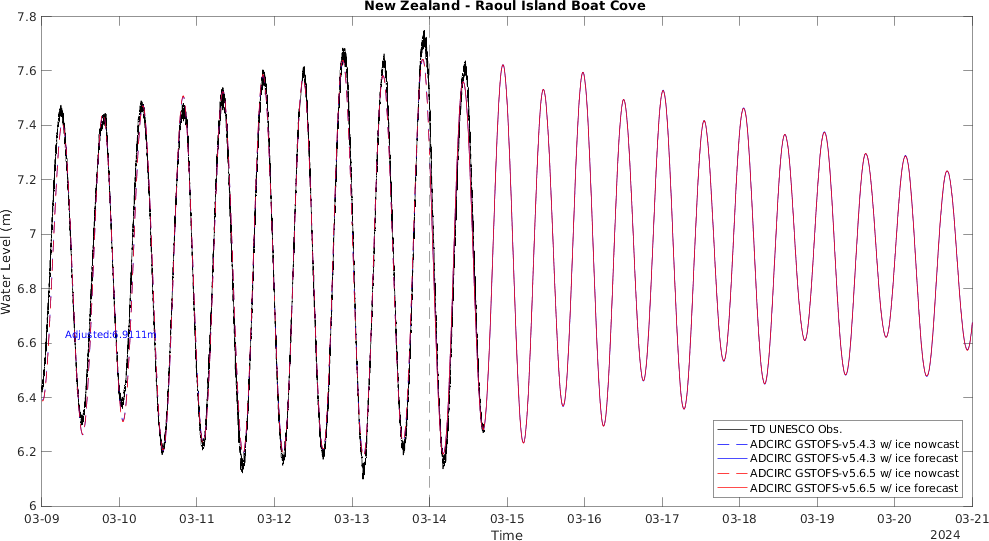 New Zealand - Raoul Island Boat Cove
7.8
7.6
7.4
7.2
7
6.8
6.6
6.4
6.2
6
Water Level (m)
Adjusted:6.9111m
TD UNESCO Obs.
ADCIRC GSTOFS-v5.4.3 w/ ice nowcast
ADCIRC GSTOFS-v5.4.3 w/ ice forecast
ADCIRC GSTOFS-v5.6.5 w/ ice nowcast
ADCIRC GSTOFS-v5.6.5 w/ ice forecast
03-09 03-10 03-11 03-12 03-13 03-14 03-15 03-16 03-17 03-18 03-19 03-20 03-21
Time
2024